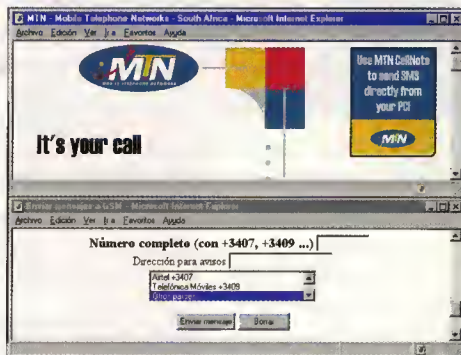 MTN - Mobile Telephone Networks - South Africa - Microsoft Internet Explorer
Archivo Edición Ver Ir a Favoritos Ayuda
MTN
Use MTN CellNote
to send SMS
directly from
your PC!
MTN
It's your call
Enviar mensajes a GSM - Microsoft Internet Explorer
Archivo Edición Ver Ir a Favoritos Ayuda
Número completo (con +3407, +3409 ...)
Dirección para avisos
Airtel +3407
Telefónica Móviles +3409
Enviar mensaje Borrar